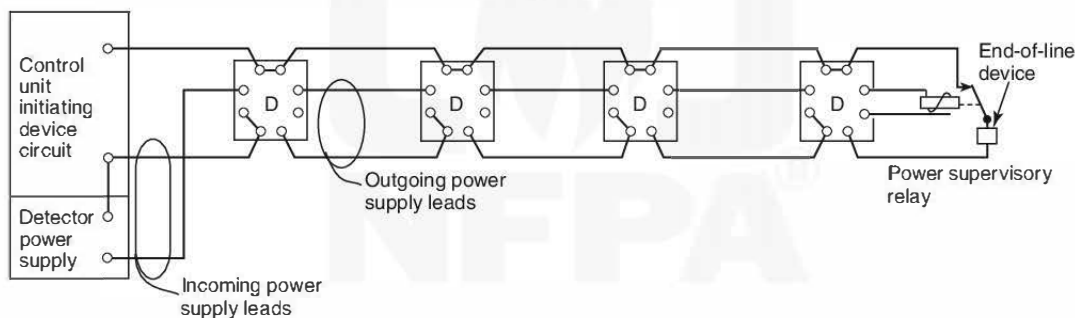 Control
unit
initiating
device
circuit
Detector
power
supply
D
D
D
D
End-of-line
device
Outgoing power
supply leads
Power supervisory
relay
Incoming power
supply leads
NFPA